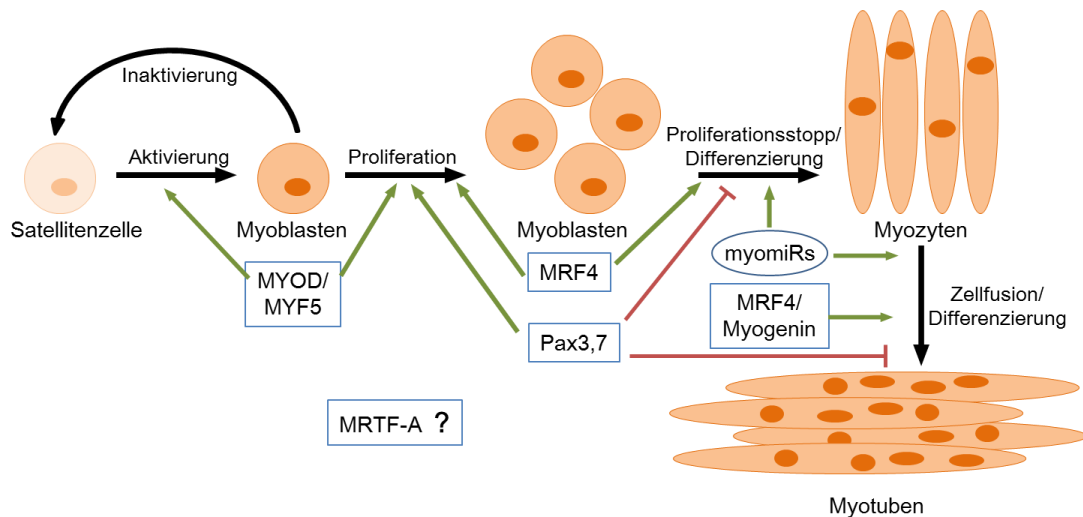 Inaktivierung
Aktivierung
Proliferation
Proliferationsstopp/
Differenzierung
Satellitenzelle
Myoblasten
Myoblasten
Myozyten
MYOD/
MYF5
MRF4
myomiRs
MRF4/
Myogenin
Zellfusion/
Differenzierung
Pax3,7
MRTF-A ?
Myotuben